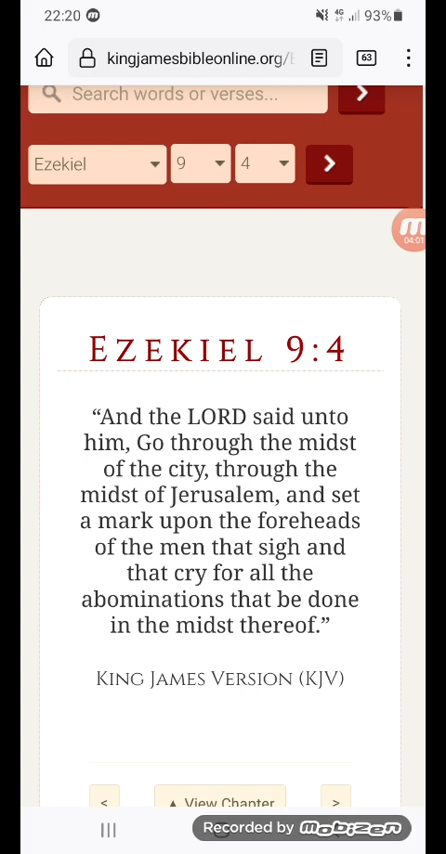 22:20 m 4G 93%
kingjamesbibleonline.org/E 63
Search words or verses...
Ezekiel 9 4
m
04:01
EZEKIEL 9:4
“And the LORD said unto
him, Go through the midst
of the city, through the
midst of Jerusalem, and set
a mark upon the foreheads
of the men that sigh and
that cry for all the
abominations that be done
in the midst thereof.”
KING JAMES VERSION (KJV)
< ▲ View Chapter >
Recorded by mobizen